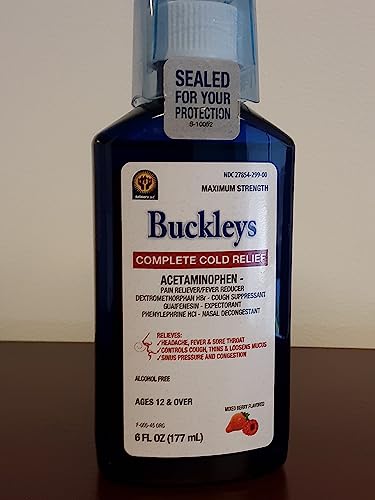 SEALED
FOR YOUR
PROTECTION
S-10082
NDC 27854-299-00
MAXIMUM STRENGTH
Buckleys
COMPLETE COLD RELIEF
ACETAMINOPHEN -
PAIN RELIEVER/FEVER REDUCER
DEXTROMETHORPHAN HBr - COUGH SUPPRESSANT
GUAIFENESIN - EXPECTORANT
PHENYLEPHRINE HCl - NASAL DECONGESTANT
RELIEVES:
HEADACHE, FEVER & SORE THROAT
CONTROLS COUGH, THINS & LOOSENS MUCUS
SINUS PRESSURE AND CONGESTION
ALCOHOL FREE
AGES 12 & OVER
MIXED BERRY FLAVORED
6 FL OZ (177 mL)